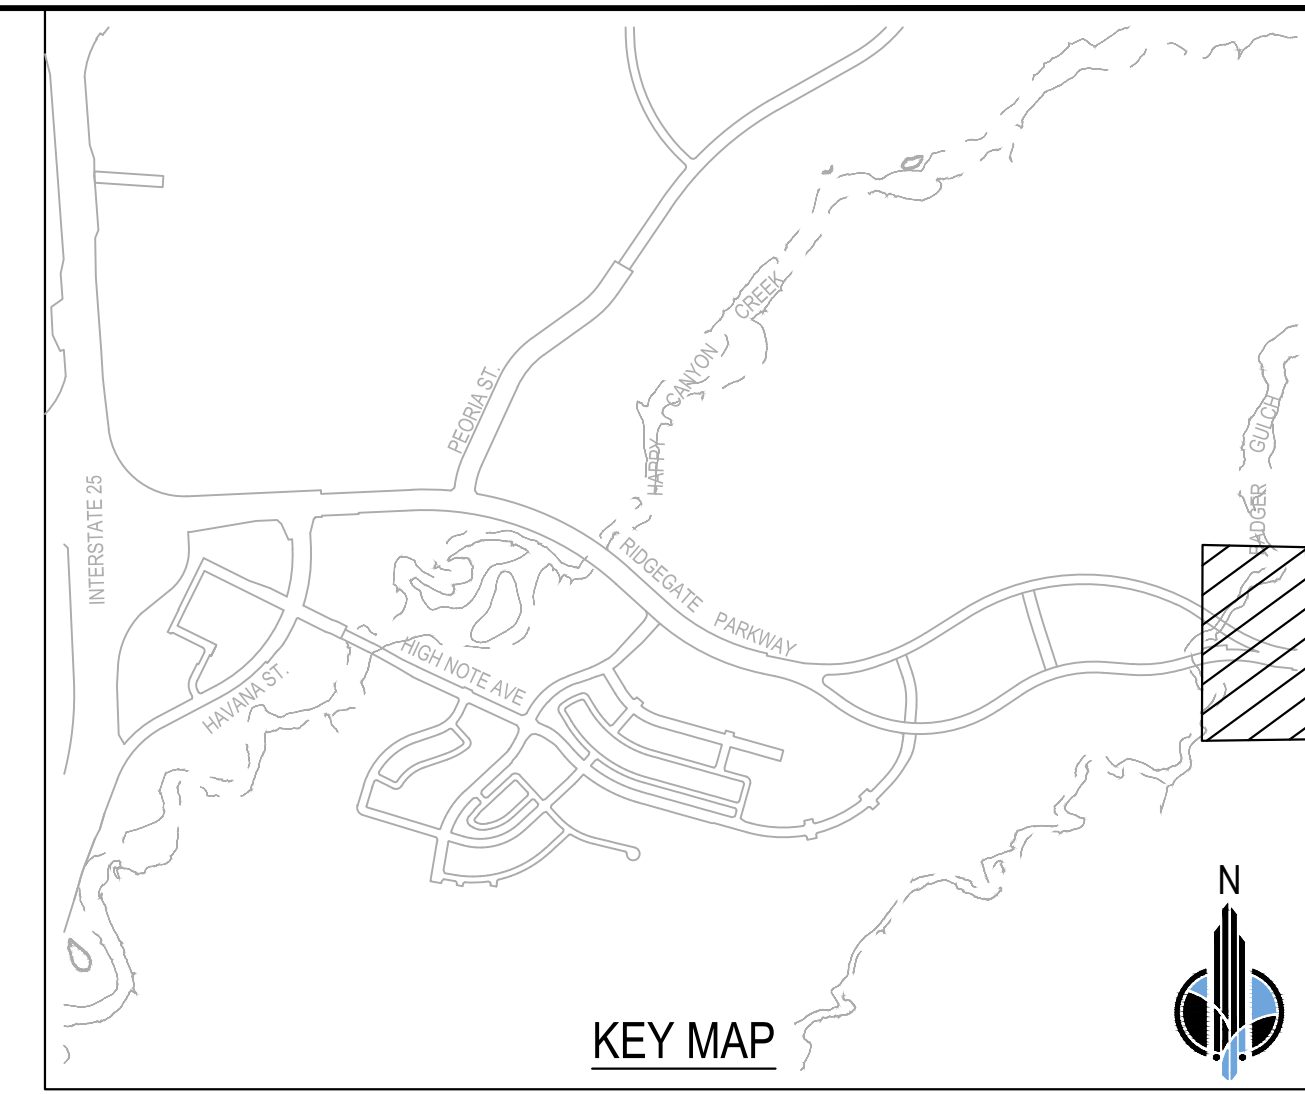 PEORIA ST.
HAPPY CANYON CREEK
BADGER GULCH
INTERSTATE 25
RIDGEGATE PARKWAY
HIGH NOTE AVE
HAVANA ST.
N
KEY MAP